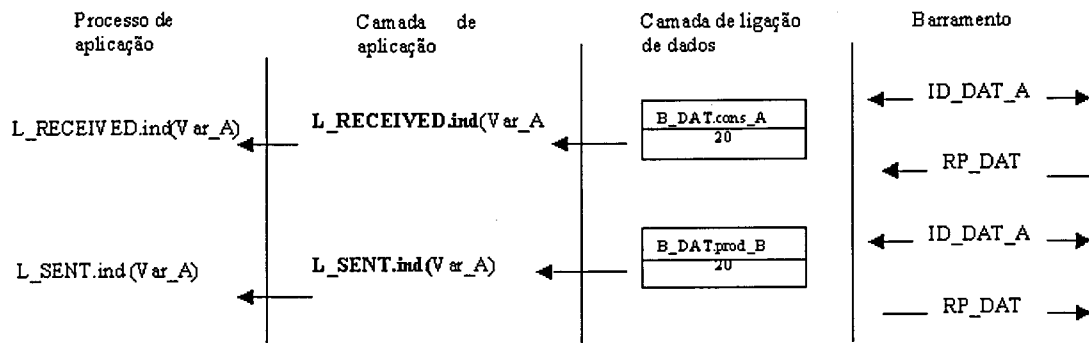 Processo de
aplicação
Camada de
aplicação
Camada de ligação
de dados
Barramento
ID_DAT_A
L_RECEIVED.ind(Var_A)
L_RECEIVED.ind(Var_A
B_DAT.cons_A
20
RP_DAT
B_DAT.prod_B
20
ID_DAT_A
L_SENT.ind(Var_A)
L_SENT.ind(Var_A)
RP_DAT